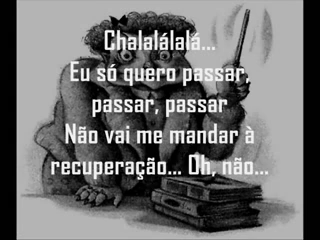 Chalalálalá...
Eu só quero passar,
passar, passar
Não vai me mandar à
recuperação... Oh, não...